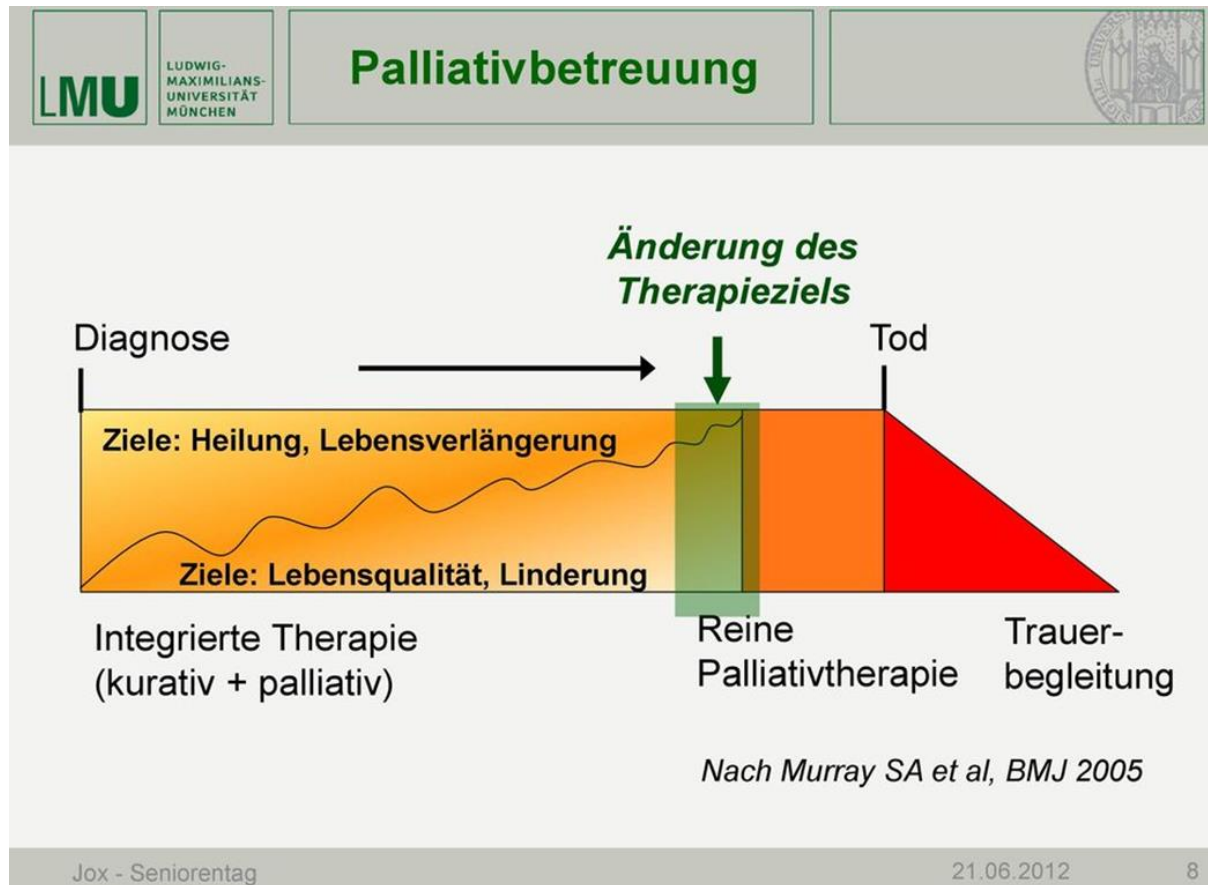 LMU
LUDWIG-
MAXIMILIANS-
UNIVERSITÄT
MÜNCHEN
Palliativbetreuung
Änderung des
Therapieziels
Diagnose
Tod
Ziele: Heilung, Lebensverlängerung
Ziele: Lebensqualität, Linderung
Integrierte Therapie
(kurativ + palliativ)
Reine
Palliativtherapie
Trauer-
begleitung
Nach Murray SA et al, BMJ 2005
Jox - Seniorentag
21.06.2012
8